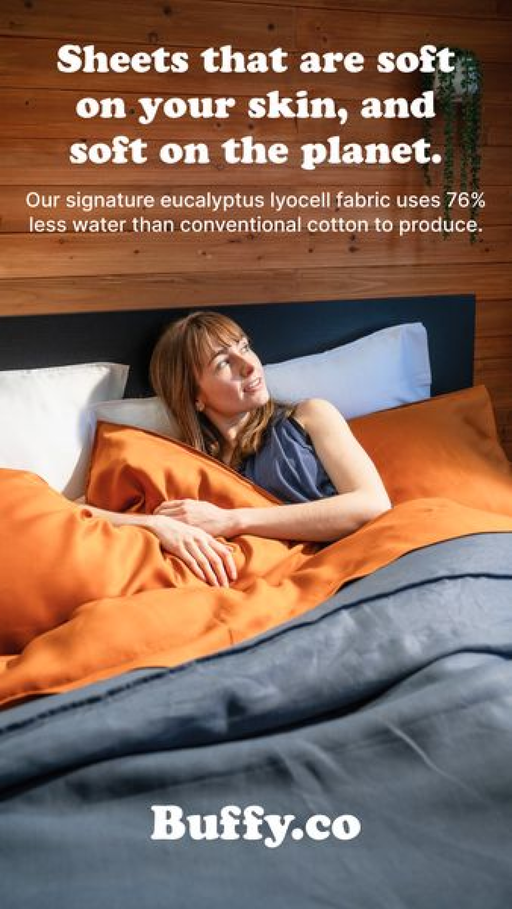 Sheets that are soft
on your skin, and
soft on the planet.
Our signature eucalyptus lyocell fabric uses 76%
less water than conventional cotton to produce.
Buffy.co